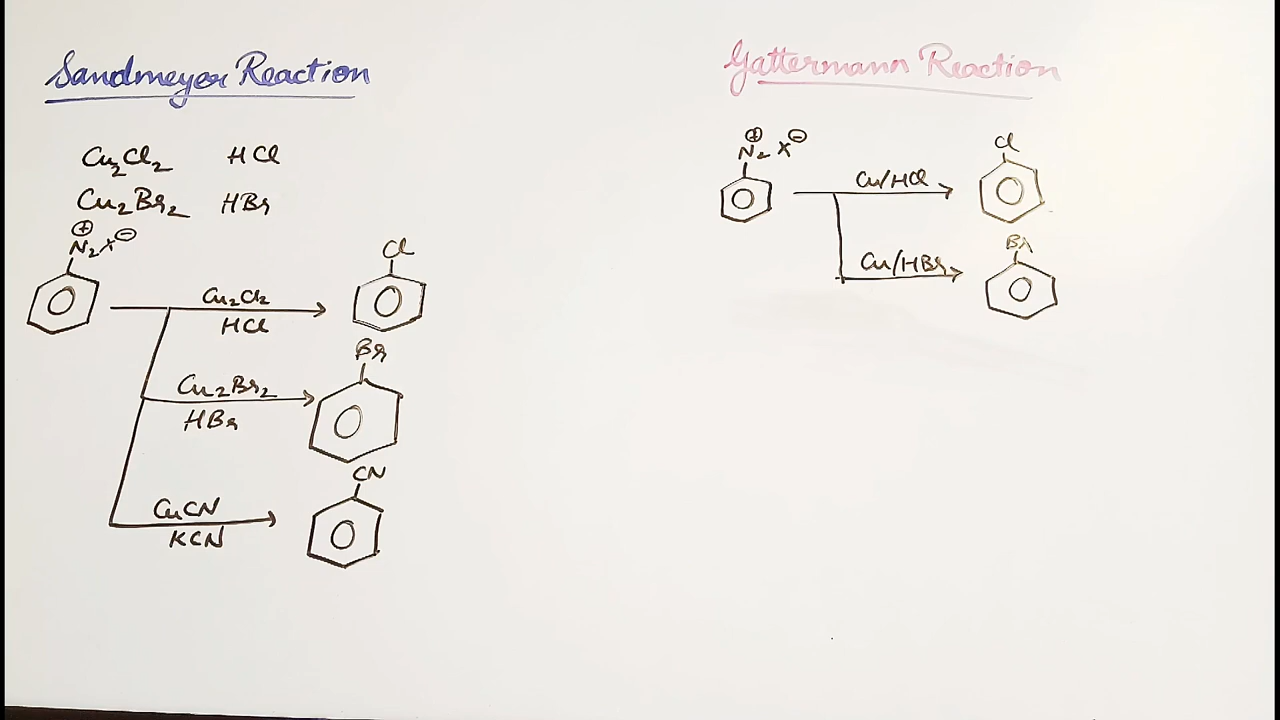 Sandmeyer Reaction
Cu2Cl2 HCl
Cu2Br2 HBr
N2⊕ X⊖
Cl
Cu2Cl2
HCl
Br
Cu2Br2
HBr
CN
CuCN
KCN
Gattermann Reaction
N2⊕ X⊖
Cl
Cu/HCl
Br
Cu/HBr